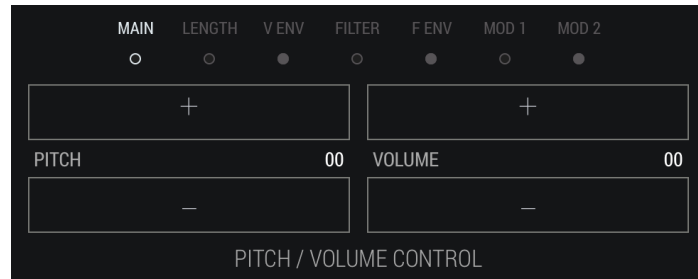 MAIN LENGTH V ENV FILTER F ENV MOD 1 MOD 2
+ +
PITCH 00 VOLUME 00
– –
PITCH / VOLUME CONTROL